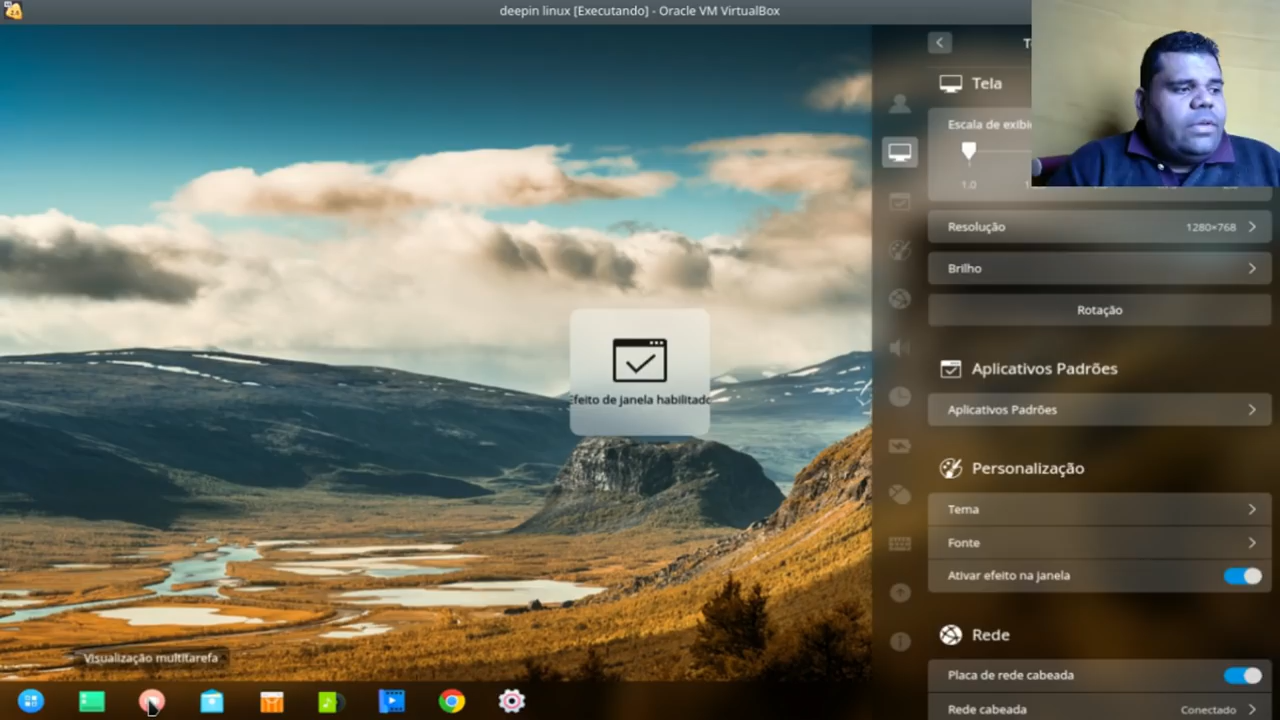 deepin linux [Executando] - Oracle VM VirtualBox
Tela
Escala de exibi
1.0
Resolução 1280×768
Brilho
Rotação
feito de janela habilitado
Aplicativos Padrões
Aplicativos Padrões
Personalização
Tema
Fonte
Ativar efeito na janela
Rede
Visualização multitarefa
Placa de rede cabeada
Rede cabeada Conectado